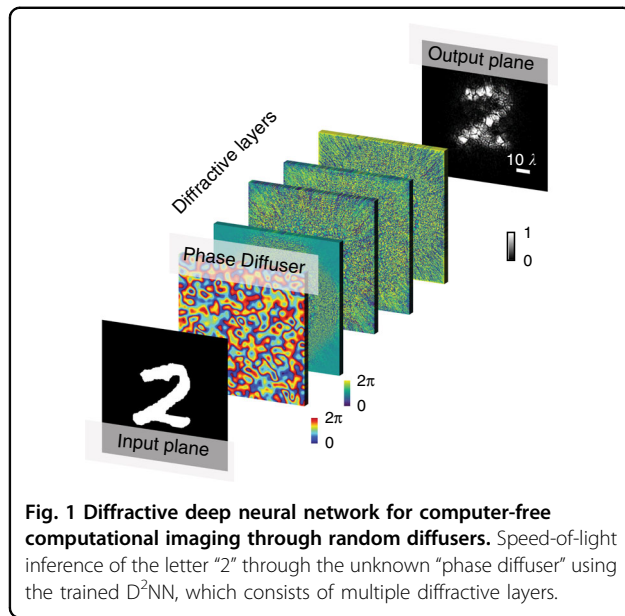 Output plane
10 λ
Diffractive layers
1
0
Phase Diffuser
2π
0
2π
0
2
Input plane
Fig. 1 Diffractive deep neural network for computer-free
computational imaging through random diffusers. Speed-of-light
inference of the letter “2” through the unknown “phase diffuser” using
the trained D²NN, which consists of multiple diffractive layers.